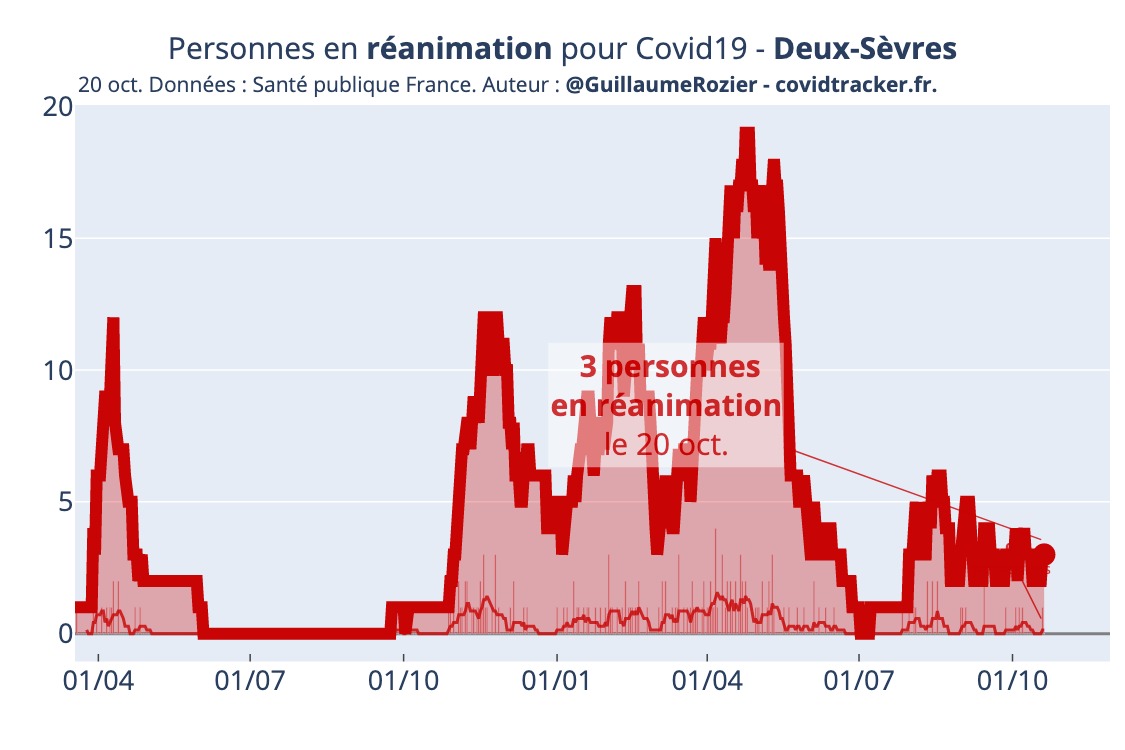 Personnes en réanimation pour Covid19 - Deux-Sèvres
20 oct. Données : Santé publique France. Auteur : @GuillaumeRozier - covidtracker.fr.
20
15
10
5
0
3 personnes
en réanimation
le 20 oct.
01/04 01/07 01/10 01/01 01/04 01/07 01/10